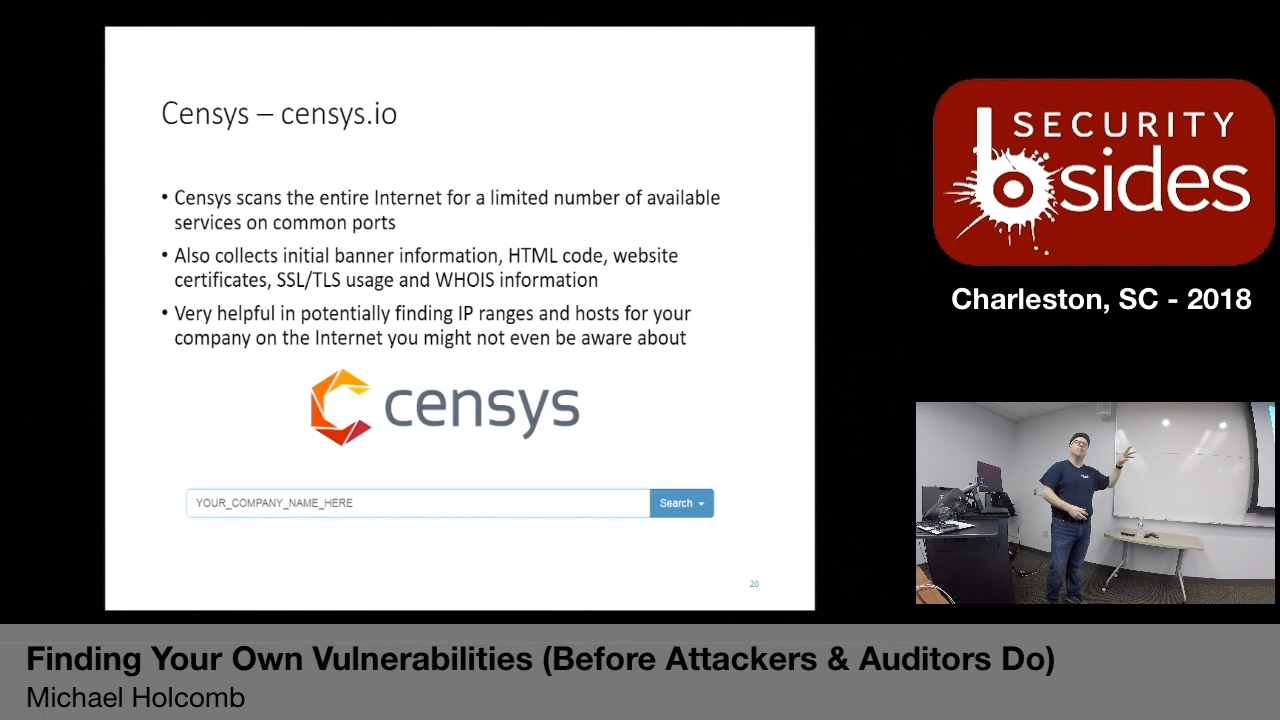 Censys – censys.io
• Censys scans the entire Internet for a limited number of available
services on common ports
• Also collects initial banner information, HTML code, website
certificates, SSL/TLS usage and WHOIS information
• Very helpful in potentially finding IP ranges and hosts for your
company on the Internet you might not even be aware about
censys
YOUR_COMPANY_NAME_HERE
Search
20
SECURITY
bsides
Charleston, SC - 2018
Finding Your Own Vulnerabilities (Before Attackers & Auditors Do)
Michael Holcomb